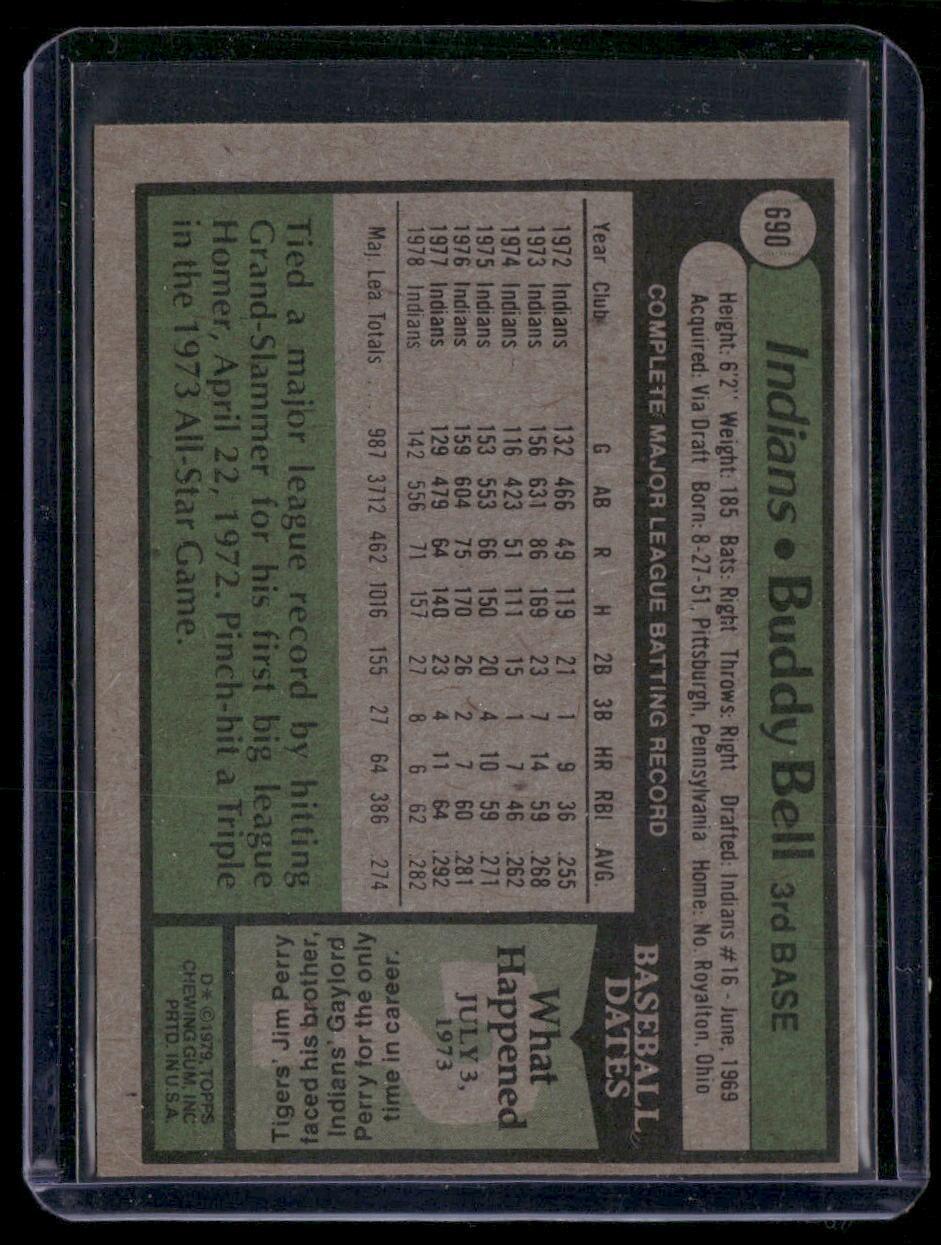 690
Indians • Buddy Bell 3rd BASE
Height: 6'2" Weight: 185 Bats: Right Throws: Right Drafted: Indians #16 - June, 1969
Acquired: Via Draft Born: 8-27-51, Pittsburgh, Pennsylvania Home: No. Royalton, Ohio
COMPLETE MAJOR LEAGUE BATTING RECORD
Year Club G AB R H 2B 3B HR RBI AVG.
1972 Indians 132 466 49 119 21 1 9 36 .255
1973 Indians 156 631 86 169 23 7 14 59 .268
1974 Indians 116 423 51 111 15 1 7 46 .262
1975 Indians 153 553 66 150 20 4 10 59 .271
1976 Indians 159 604 75 170 26 2 7 60 .281
1977 Indians 129 479 64 140 23 4 11 64 .292
1978 Indians 142 556 71 157 27 8 6 62 .282
Maj. Lea. Totals . . . 987 3712 462 1016 155 27 64 386 .274
Tied a major league record by hitting
Grand-Slammer for his first big league
Homer, April 22, 1972. Pinch-hit a Triple
in the 1973 All-Star Game.
BASEBALL
DATES
What
Happened
JULY 3,
1973
Tigers' Jim Perry
faced his brother,
Indians' Gaylord
Perry for the only
time in career.
D* ©1979, TOPPS
CHEWING GUM, INC.
PRTD. IN U.S.A.